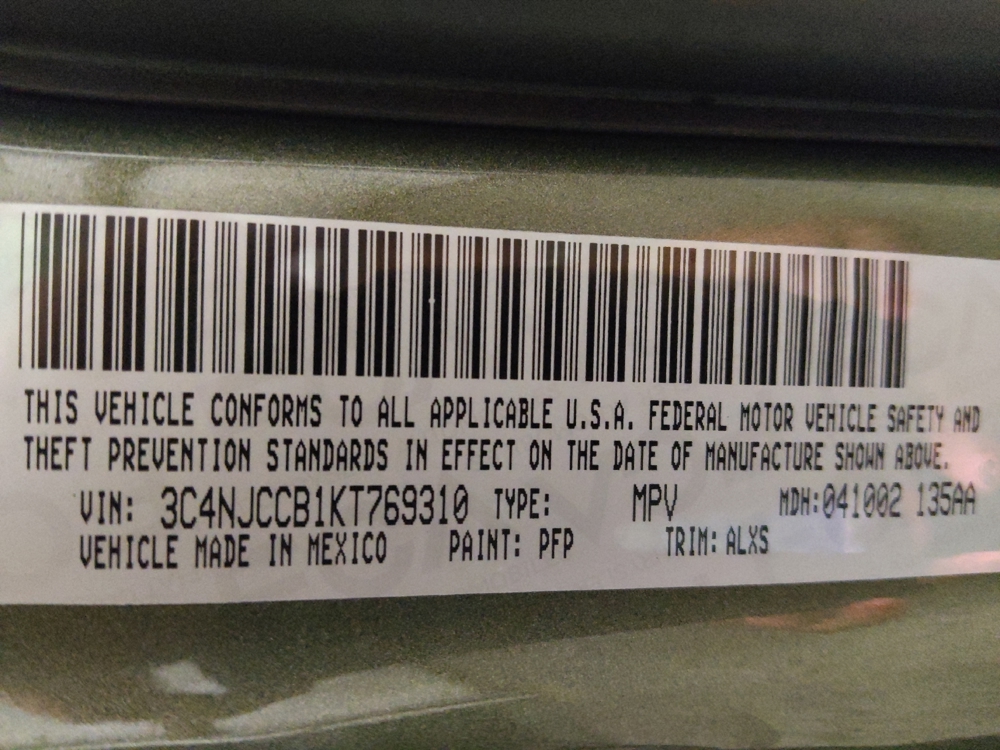 THIS VEHICLE CONFORMS TO ALL APPLICABLE U.S.A. FEDERAL MOTOR VEHICLE SAFETY AND
THEFT PREVENTION STANDARDS IN EFFECT ON THE DATE OF MANUFACTURE SHOWN ABOVE.
VIN: 3C4NJCCB1KT769310 TYPE: MPV MDH:041002 135AA
VEHICLE MADE IN MEXICO PAINT: PFP TRIM: ALXS